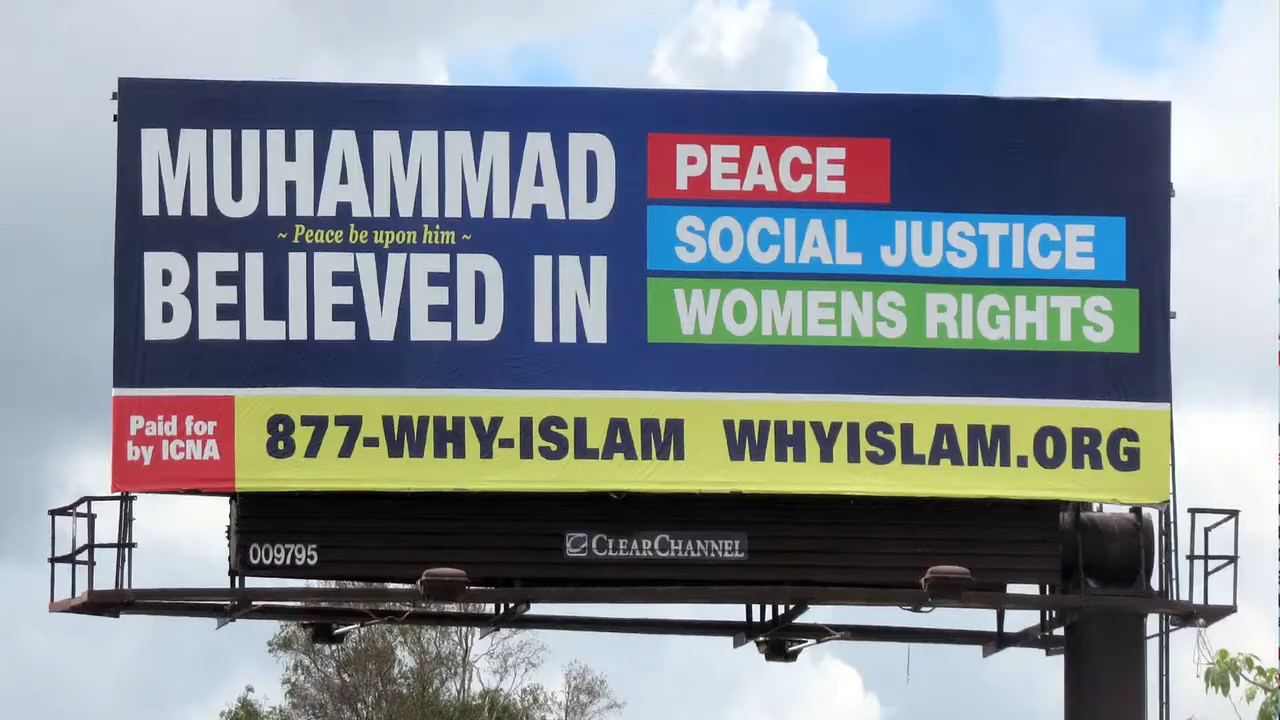 MUHAMMAD
~ Peace be upon him ~
BELIEVED IN
PEACE
SOCIAL JUSTICE
WOMENS RIGHTS
Paid for
by ICNA
877-WHY-ISLAM WHYISLAM.ORG
009795
CLEARCHANNEL